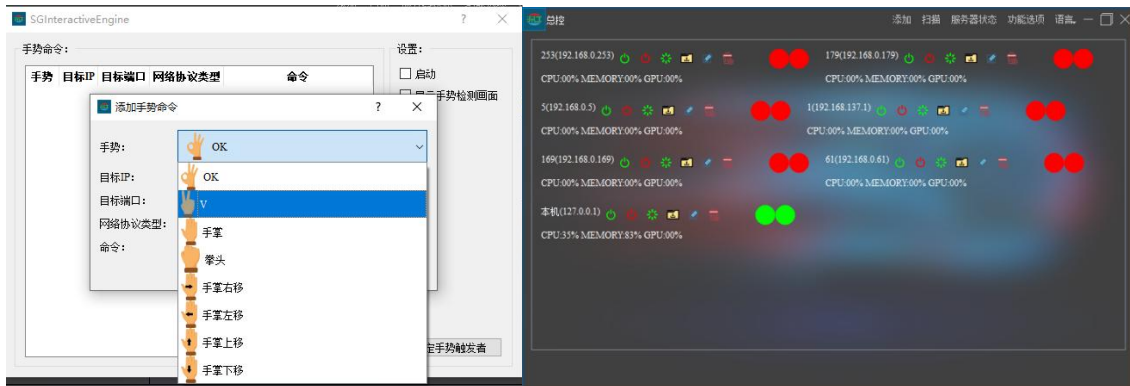 SGInteractiveEngine
手势命令:
手势 目标IP 目标端口 网络协议类型 命令
设置:
启动
添加手势命令
手势: OK
目标IP:
目标端口:
网络协议类型:
命令:
OK
V
手掌
拳头
手掌右移
手掌左移
手掌上移
手掌下移
定手势触发者
总控
添加 扫描 服务器状态 功能选项 语言
253(192.168.0.253)
CPU:00% MEMORY:00% GPU:00%
179(192.168.0.179)
CPU:00% MEMORY:00% GPU:00%
5(192.168.0.5)
CPU:00% MEMORY:00% GPU:00%
1(192.168.137.1)
CPU:00% MEMORY:00% GPU:00%
169(192.168.0.169)
CPU:00% MEMORY:00% GPU:00%
61(192.168.0.61)
CPU:00% MEMORY:00% GPU:00%
本机(127.0.0.1)
CPU:35% MEMORY:83% GPU:00%